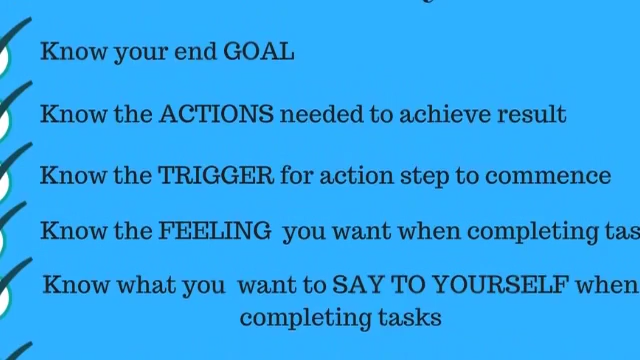 Know your end GOAL
Know the ACTIONS needed to achieve result
Know the TRIGGER for action step to commence
Know the FEELING you want when completing tas
Know what you want to SAY TO YOURSELF when
completing tasks